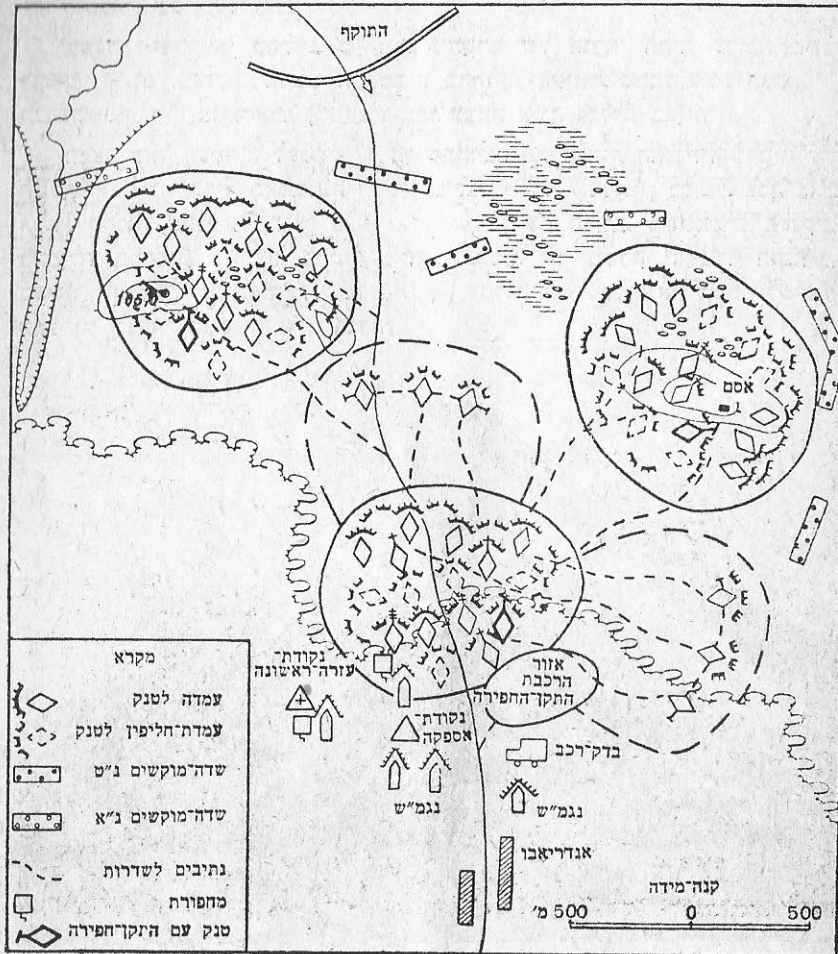 התוקף
105,0
אסם
נקודת־
עזרה־ראשונה
נקודת־
אספקה
נגמ״ש
אזור
הרכבת
התקן־החפירה
בדק־רכב
נגמ״ש
אנדריאבו
קנה־מידה
500 0 500 מ׳
מקרא
עמדה לטנק
עמדת־חליפין לטנק
שדה־מוקשים נ״ט
שדה־מוקשים נ״א
נתיבים לשדרות
מחפורת
טנק עם התקן־חפירה